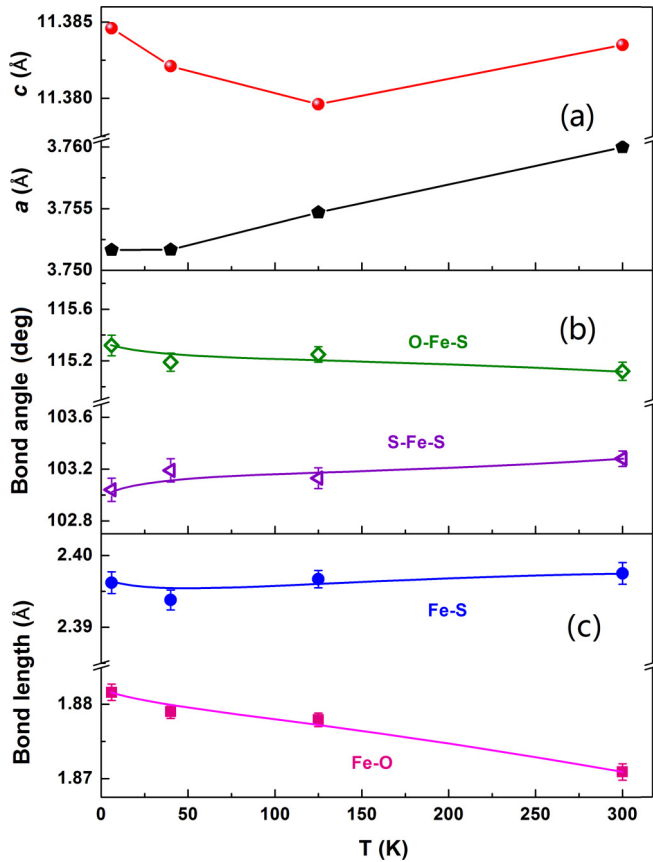 11.385
11.380
c (Å)
(a)
3.760
3.755
3.750
a (Å)
115.6
115.2
(b)
O-Fe-S
103.6
103.2
102.8
S-Fe-S
Bond angle (deg)
2.40
2.39
Fe-S
(c)
1.88
1.87
Fe-O
Bond length (Å)
0 50 100 150 200 250 300
T (K)